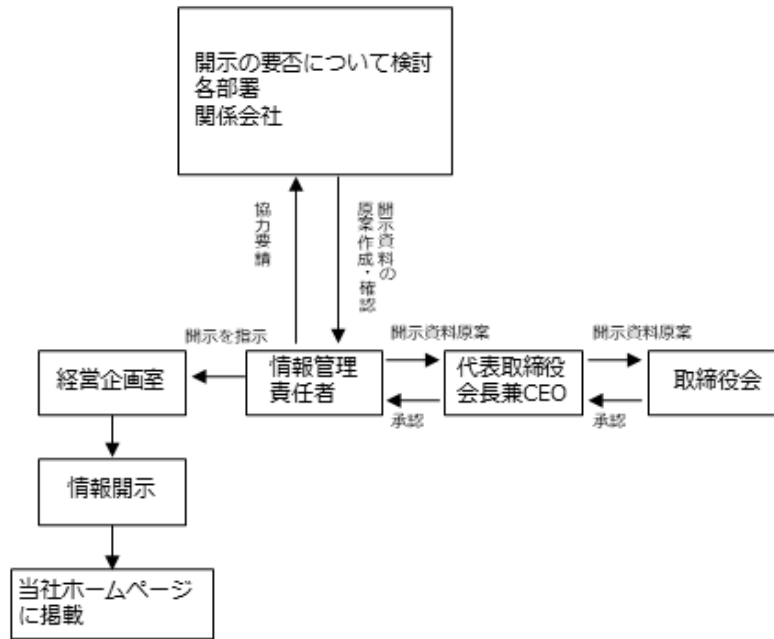 開示の要否について検討
各部署
関係会社
協力要請
開示資料の
原案作成・確認
開示を指示
開示資料原案
開示資料原案
経営企画室
情報管理
責任者
代表取締役
会長兼CEO
取締役会
承認
承認
情報開示
当社ホームページ
に掲載